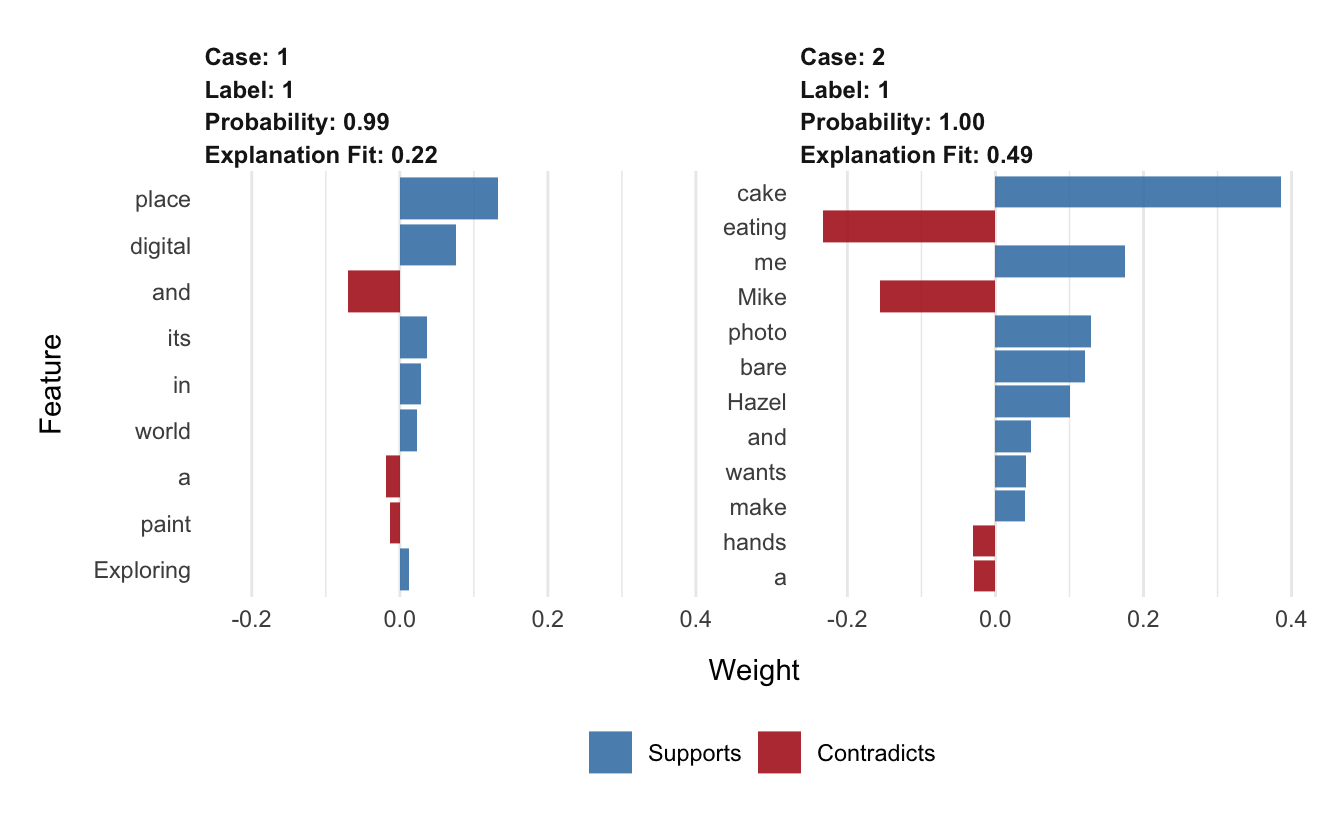 Case: 1
Label: 1
Probability: 0.99
Explanation Fit: 0.22
Case: 2
Label: 1
Probability: 1.00
Explanation Fit: 0.49
Feature
place
digital
and
its
in
world
a
paint
Exploring
-0.2 0.0 0.2 0.4
cake
eating
me
Mike
photo
bare
Hazel
and
wants
make
hands
a
-0.2 0.0 0.2 0.4
Weight
Supports Contradicts